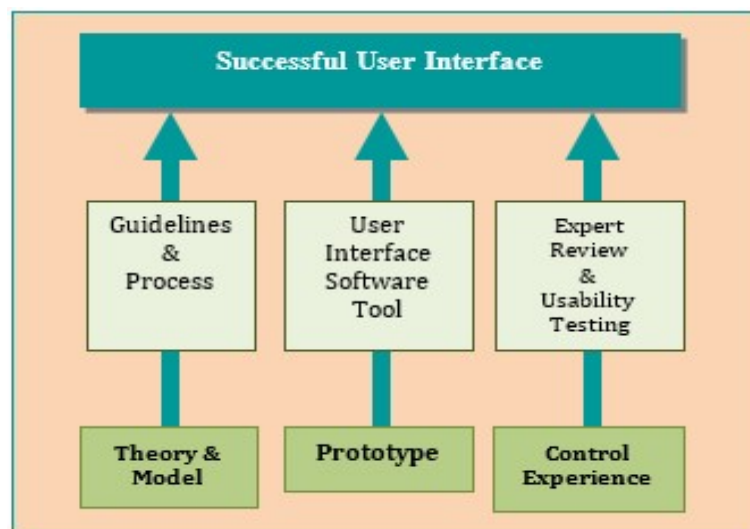 Successful User Interface
Guidelines
&
Process
User
Interface
Software
Tool
Expert
Review
&
Usability
Testing
Theory &
Model
Prototype
Control
Experience